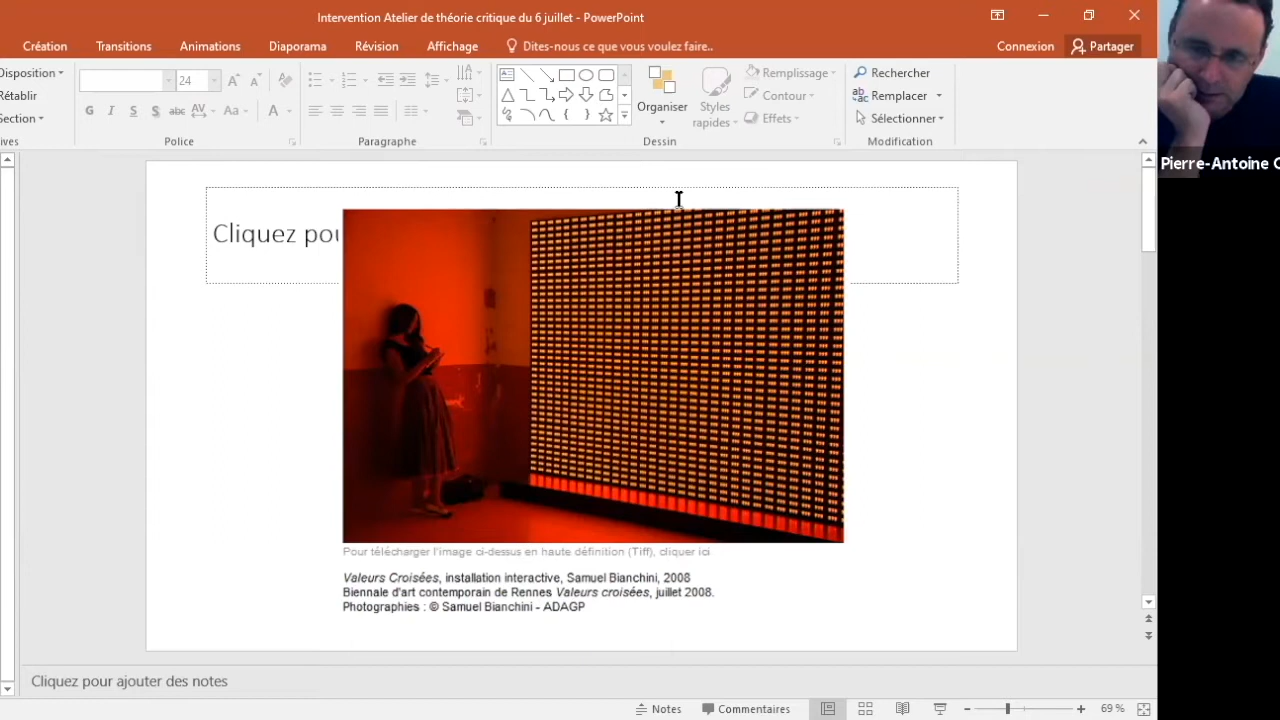 Intervention Atelier de théorie critique du 6 juillet - PowerPoint
Création Transitions Animations Diaporama Révision Affichage Dites-nous ce que vous voulez faire.. Connexion Partager
Disposition
Rétablir
Section
24
G I S S abc AV Aa A
Organiser
Styles
rapides
Remplissage
Contour
Effets
Rechercher
Remplacer
Sélectionner
Police Paragraphe Dessin Modification
Pierre-Antoine
Cliquez
Pour télécharger l'image ci-dessus en haute définition (Tiff), cliquer ici
Valeurs Croisées, installation interactive, Samuel Bianchini, 2008
Biennale d'art contemporain de Rennes Valeurs croisées, juillet 2008.
Photographies : © Samuel Bianchini - ADAGP
Cliquez pour ajouter des notes
Notes Commentaires 69 %